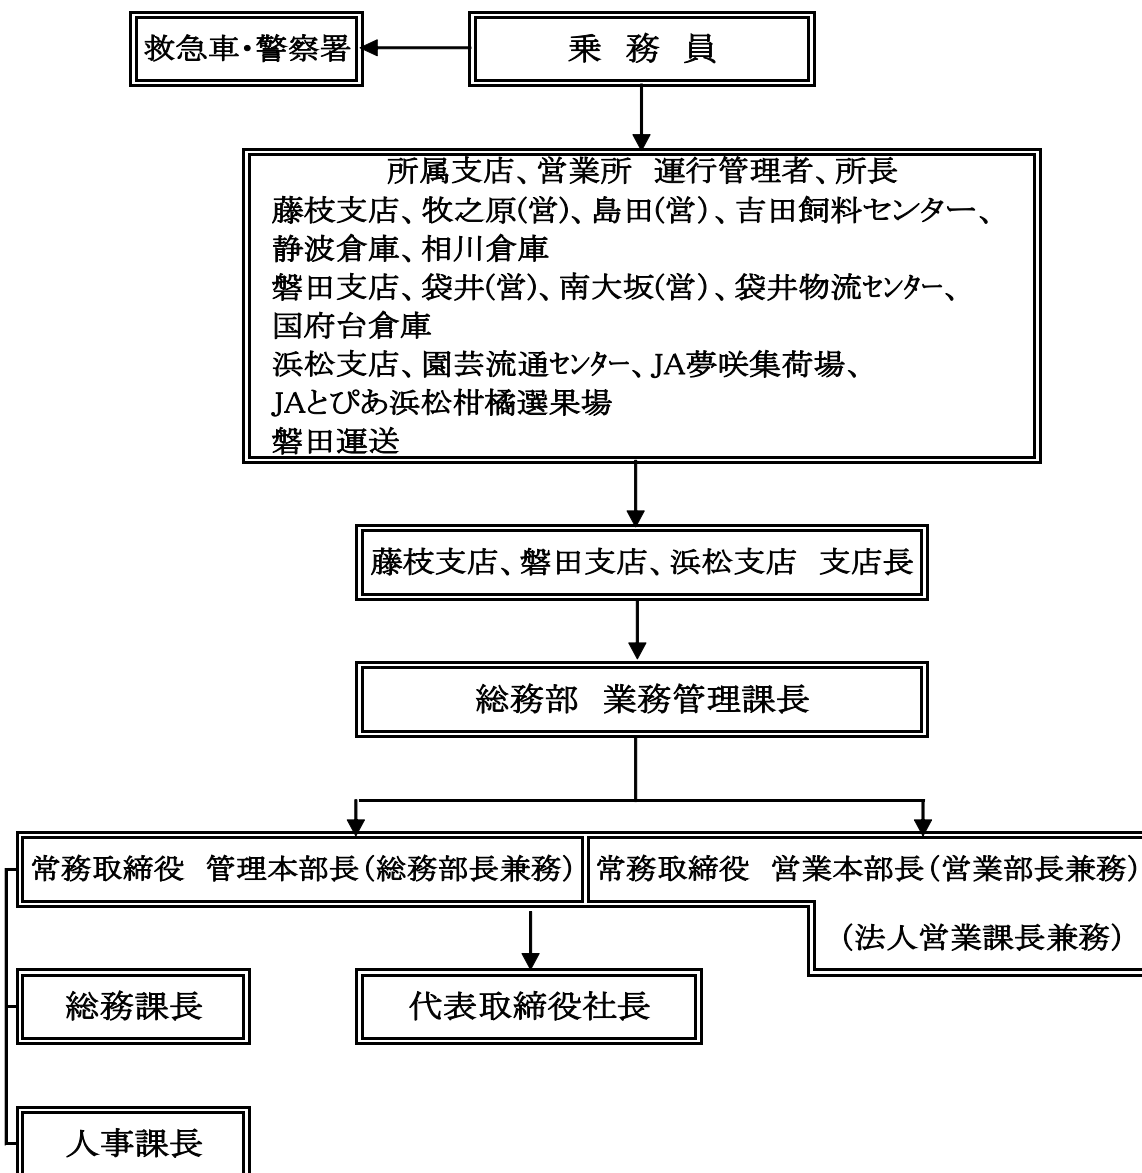 救急車・警察署
乗　務　員
所属支店、営業所　運行管理者、所長
藤枝支店、牧之原(営)、島田(営)、吉田飼料センター、
静波倉庫、相川倉庫
磐田支店、袋井(営)、南大坂(営)、袋井物流ｾﾝﾀｰ、
国府台倉庫
浜松支店、園芸流通ｾﾝﾀｰ、JA夢咲集荷場、
JAとぴあ浜松柑橘選果場
磐田運送
藤枝支店、磐田支店、浜松支店　支店長
総務部　業務管理課長
常務取締役　管理本部長(総務部長兼務)
常務取締役　営業本部長(営業部長兼務)
(法人営業課長兼務)
総務課長
代表取締役社長
人事課長